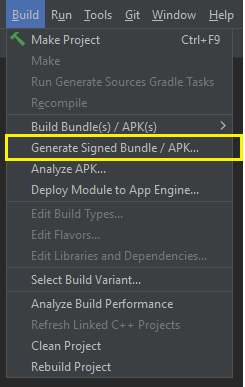 Build Run Tools Git Window Help
Make Project Ctrl+F9
Make
Run Generate Sources Gradle Tasks
Recompile
Build Bundle(s) / APK(s)
Generate Signed Bundle / APK...
Analyze APK...
Deploy Module to App Engine...
Edit Build Types...
Edit Flavors...
Edit Libraries and Dependencies...
Select Build Variant...
Analyze Build Performance
Refresh Linked C++ Projects
Clean Project
Rebuild Project